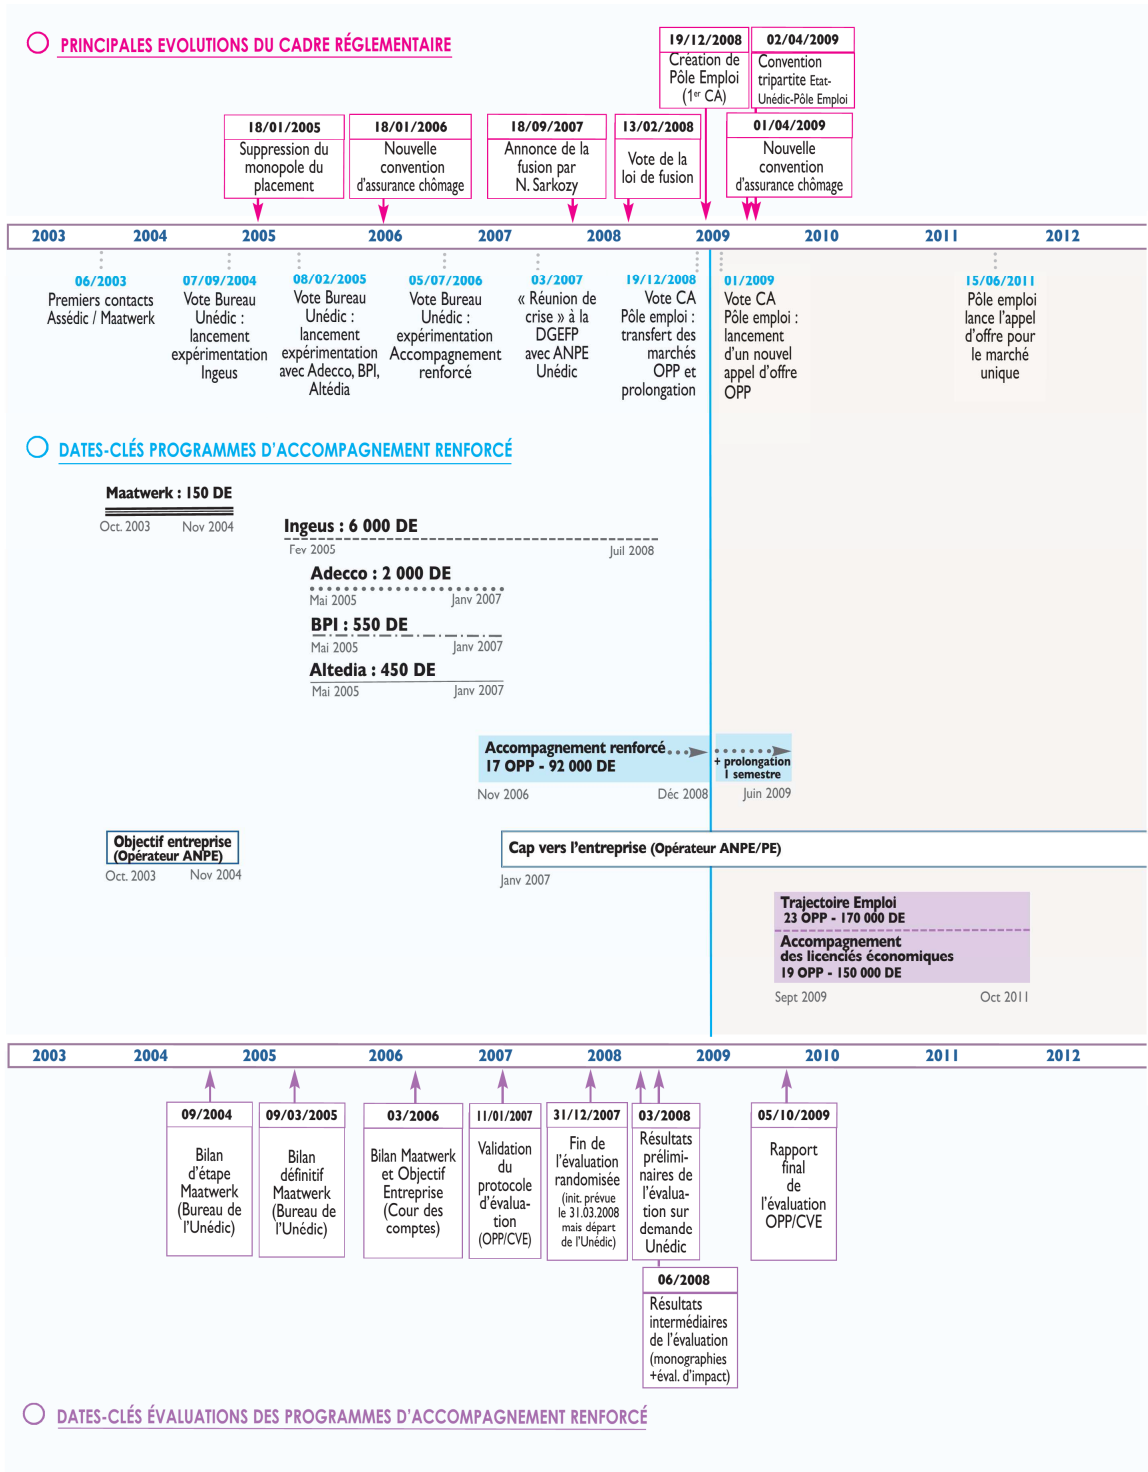 PRINCIPALES EVOLUTIONS DU CADRE RÉGLEMENTAIRE
19/12/2008
Création de
Pôle Emploi
(1er CA)
02/04/2009
Convention
tripartite Etat-
Unédic-Pôle Emploi
18/01/2005
Suppression du
monopole du
placement
18/01/2006
Nouvelle
convention
d'assurance chômage
18/09/2007
Annonce de la
fusion par
N. Sarkozy
13/02/2008
Vote de la
loi de fusion
01/04/2009
Nouvelle
convention
d'assurance chômage
2003 2004 2005 2006 2007 2008 2009 2010 2011 2012
06/2003
Premiers contacts
Assédic / Maatwerk
07/09/2004
Vote Bureau
Unédic :
lancement
expérimentation
Ingeus
08/02/2005
Vote Bureau
Unédic :
lancement
expérimentation
avec Adecco, BPI,
Altédia
05/07/2006
Vote Bureau
Unédic :
expérimentation
Accompagnement
renforcé
03/2007
« Réunion de
crise » à la
DGEFP
avec ANPE
Unédic
19/12/2008
Vote CA
Pôle emploi :
transfert des
marchés
OPP et
prolongation
01/2009
Vote CA
Pôle emploi :
lancement
d'un nouvel
appel d'offre
OPP
15/06/2011
Pôle emploi
lance l'appel
d'offre pour
le marché
unique
DATES-CLÉS PROGRAMMES D'ACCOMPAGNEMENT RENFORCÉ
Maatwerk : 150 DE
Oct. 2003 Nov 2004
Ingeus : 6 000 DE
Fev 2005 Juil 2008
Adecco : 2 000 DE
Mai 2005 Janv 2007
BPI : 550 DE
Mai 2005 Janv 2007
Altedia : 450 DE
Mai 2005 Janv 2007
Accompagnement renforcé
17 OPP - 92 000 DE
+ prolongation
1 semestre
Nov 2006 Déc 2008 Juin 2009
Objectif entreprise
(Opérateur ANPE)
Oct. 2003 Nov 2004
Cap vers l'entreprise (Opérateur ANPE/PE)
Janv 2007
Trajectoire Emploi
23 OPP - 170 000 DE
Accompagnement
des licenciés économiques
19 OPP - 150 000 DE
Sept 2009 Oct 2011
2003 2004 2005 2006 2007 2008 2009 2010 2011 2012
09/2004
Bilan
d'étape
Maatwerk
(Bureau de
l'Unédic)
09/03/2005
Bilan
définitif
Maatwerk
(Bureau de
l'Unédic)
03/2006
Bilan Maatwerk
et Objectif
Entreprise
(Cour des
comptes)
11/01/2007
Validation
du
protocole
d'évalua-
tion
(OPP/CVE)
31/12/2007
Fin de
l'évaluation
randomisée
(init. prévue
le 31.03.2008
mais départ
de l'Unédic)
03/2008
Résultats
prélimi-
naires de
l'évalua-
tion sur
demande
Unédic
05/10/2009
Rapport
final
de
l'évaluation
OPP/CVE
06/2008
Résultats
intermédiaires
de l'évaluation
(monographies
+éval. d'impact)
DATES-CLÉS ÉVALUATIONS DES PROGRAMMES D'ACCOMPAGNEMENT RENFORCÉ